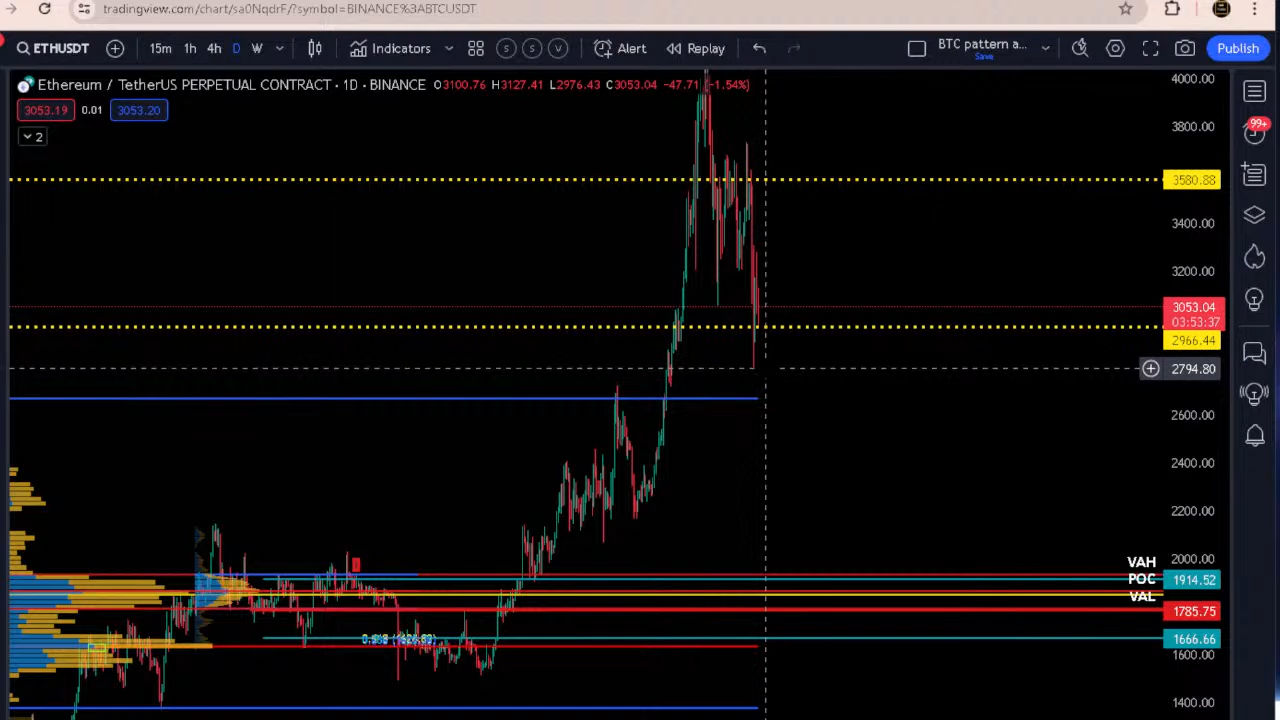 tradingview.com/chart/sa0NqdrF/?symbol=BINANCE%3ABTCUSDT
ETHUSDT 15m 1h 4h D W Indicators S S V Alert Replay BTC pattern a... Save Publish
Ethereum / TetherUS PERPETUAL CONTRACT · 1D · BINANCE O3100.76 H3127.41 L2976.43 C3053.04 -47.71 (-1.54%)
3053.19 0.01 3053.20
2
4000.00
99+
3800.00
3580.88
3400.00
3200.00
3053.04
03:53:37
2966.44
2794.80
2600.00
2400.00
2200.00
2000.00
VAH
POC 1914.52
VAL
1785.75
1666.66
1600.00
1400.00